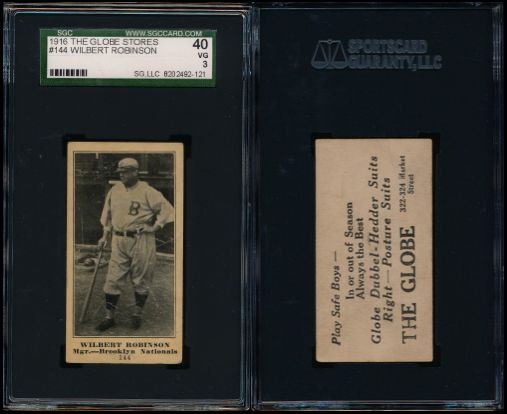 SGC WWW.SGCCARD.COM
1916 THE GLOBE STORES
#144 WILBERT ROBINSON
40
VG
3
SG,LLC 8202492-121
B
WILBERT ROBINSON
Mgr.—Brooklyn Nationals
144
SPORTSCARD
GUARANTY, LLC
Play Safe Boys—
In or out of Season
Always the Best
Globe Dubbel-Hedder Suits
Right—Posture Suits
THE GLOBE 322-324 Market
Street